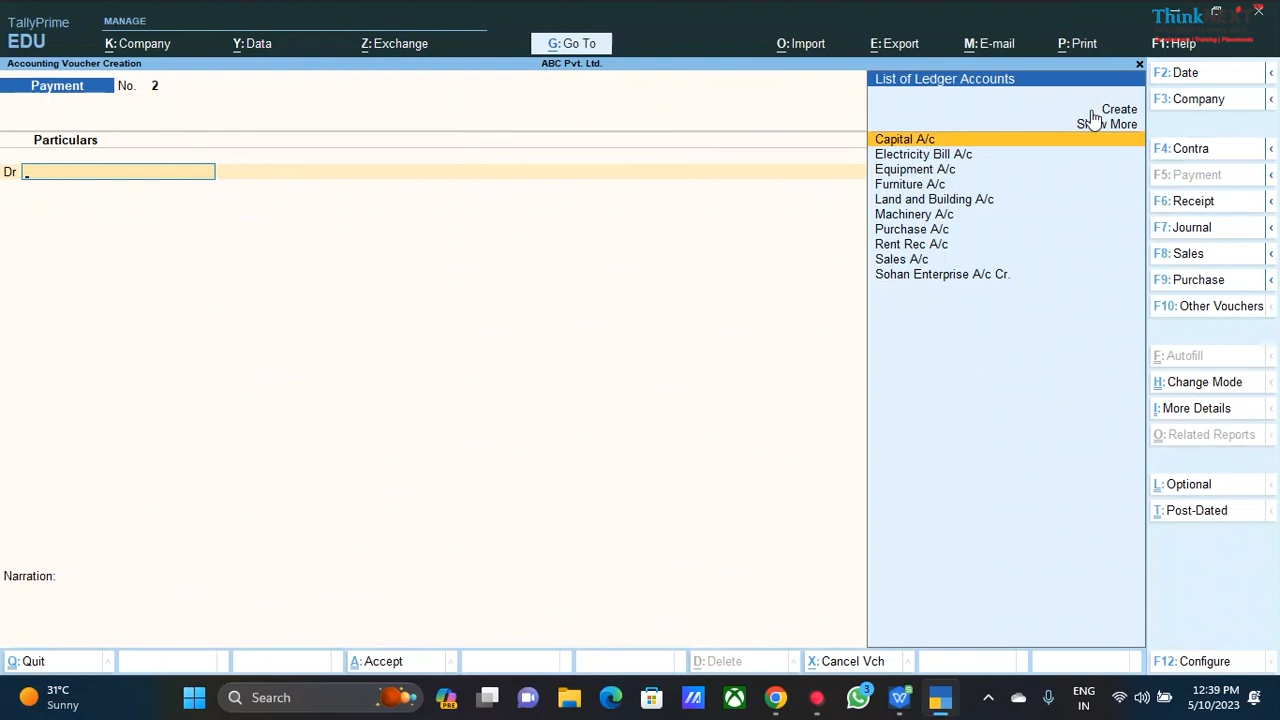 TallyPrime
EDU
MANAGE
K: Company
Y: Data
Z: Exchange
G: Go To
O: Import
E: Export
M: E-mail
P: Print
F1: Help
ThinkNEXT
Accounting Voucher Creation
ABC Pvt. Ltd.
Payment No. 2
Particulars
Dr
Narration:
List of Ledger Accounts
Create
Show More
Capital A/c
Electricity Bill A/c
Equipment A/c
Furniture A/c
Land and Building A/c
Machinery A/c
Purchase A/c
Rent Rec A/c
Sales A/c
Sohan Enterprise A/c Cr.
F2: Date
F3: Company
F4: Contra
F5: Payment
F6: Receipt
F7: Journal
F8: Sales
F9: Purchase
F10: Other Vouchers
F: Autofill
H: Change Mode
I: More Details
O: Related Reports
L: Optional
T: Post-Dated
F12: Configure
Q: Quit
A: Accept
D: Delete
X: Cancel Vch
31°C
Sunny
Search
PRE
3
ENG
IN
12:39 PM
5/10/2023